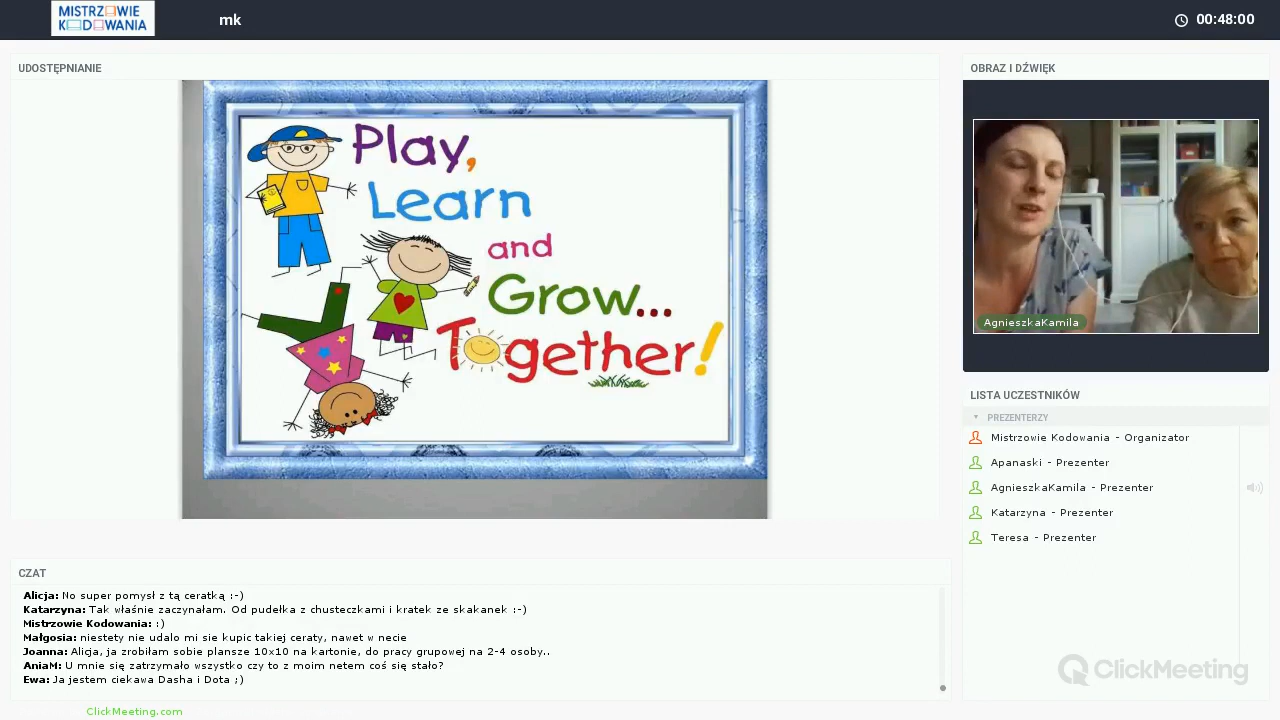 MISTRZOWIE
KODOWANIA
mk
00:48:00
UDOSTĘPNIANIE
OBRAZ I DŹWIĘK
Play,
Learn
and
Grow...
Together!
AgnieszkaKamila
LISTA UCZESTNIKÓW
PREZENTERZY
Mistrzowie Kodowania - Organizator
Apanaski - Prezenter
AgnieszkaKamila - Prezenter
Katarzyna - Prezenter
Teresa - Prezenter
CZAT
Alicja: No super pomysł z tą ceratką :-)
Katarzyna: Tak właśnie zaczynałam. Od pudełka z chusteczkami i kratek ze skakanek :-)
Mistrzowie Kodowania: :)
Małgosia: niestety nie udalo mi sie kupic takiej ceraty, nawet w necie
Joanna: Alicja, ja zrobiłam sobie plansze 10x10 na kartonie, do pracy grupowej na 2-4 osoby..
AniaM: U mnie się zatrzymało wszystko czy to z moim netem coś się stało?
Ewa: Ja jestem ciekawa Dasha i Dota ;)
ClickMeeting
ClickMeeting.com